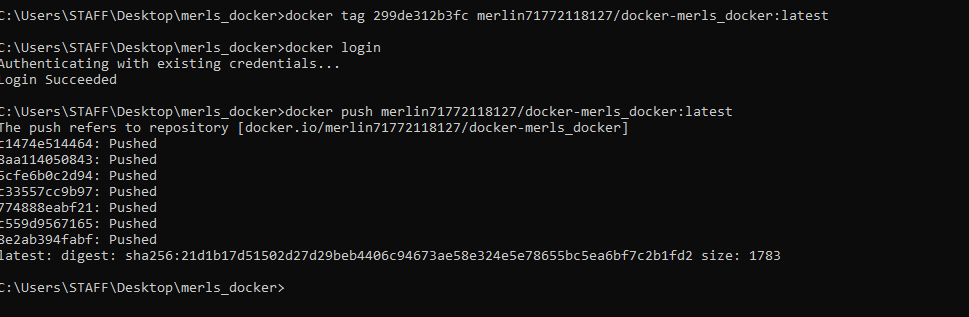 C:\Users\STAFF\Desktop\merls_docker>docker tag 299de312b3fc merlin71772118127/docker-merls_docker:latest
C:\Users\STAFF\Desktop\merls_docker>docker login
Authenticating with existing credentials...
Login Succeeded
C:\Users\STAFF\Desktop\merls_docker>docker push merlin71772118127/docker-merls_docker:latest
The push refers to repository [docker.io/merlin71772118127/docker-merls_docker]
c1474e514464: Pushed
8aa114050843: Pushed
5cfe6b0c2d94: Pushed
c33557cc9b97: Pushed
774888eabf21: Pushed
c559d9567165: Pushed
8e2ab394fabf: Pushed
latest: digest: sha256:21d1b17d51502d27d29beb4406c94673ae58e324e5e78655bc5ea6bf7c2b1fd2 size: 1783
C:\Users\STAFF\Desktop\merls_docker>